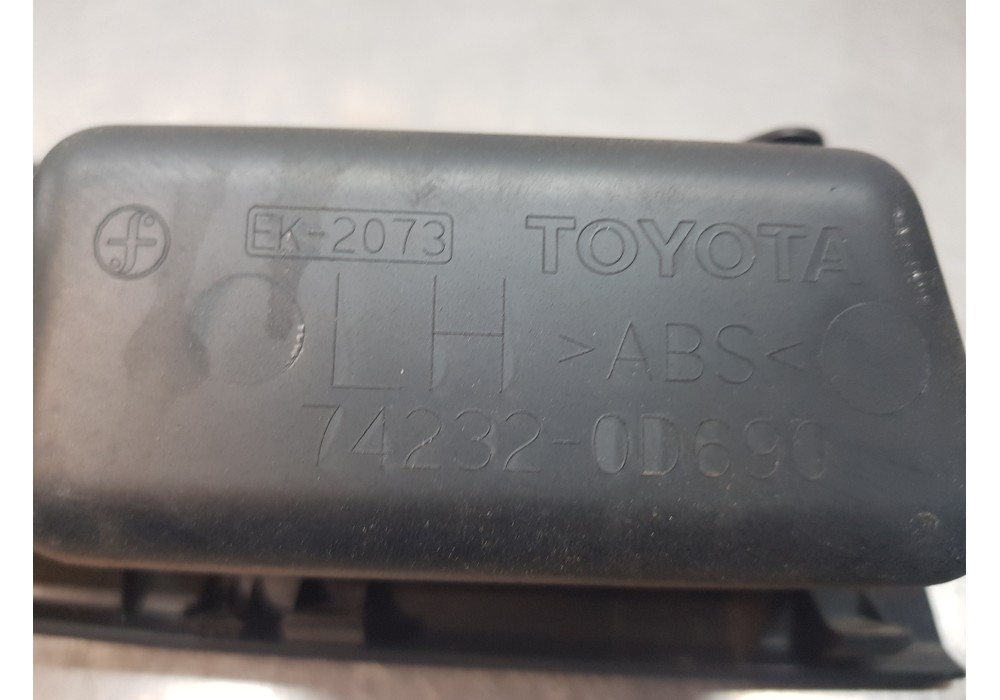 f EK-2073 TOYOTA
LH >ABS<
74232-0D690